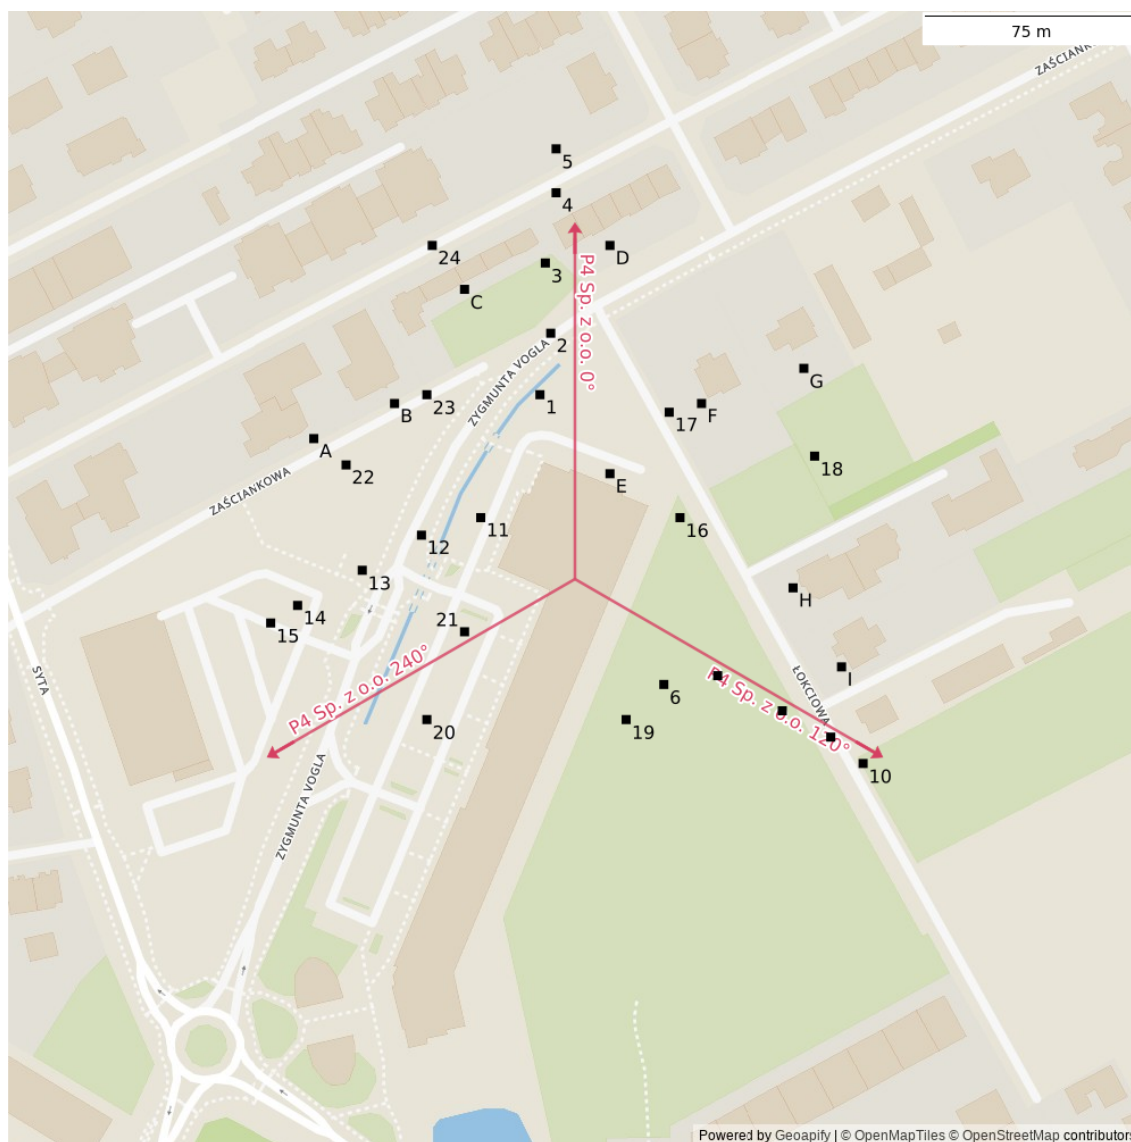 75 m
ZAŚCIANK
5
4
24
D
3
C
P4 Sp. z o.o. 0°
2
ZYGMUNTA VOGLA
G
B
23
1
F
17
A
22
18
E
ZAŚCIANKOWA
11
16
12
13
H
14
15
21
SYTA
P4 Sp. z o.o. 240°
I
6
P4 Sp. z o.o. 120°
ŁOKCIOWA
20
19
10
ZYGMUNTA VOGLA
Powered by Geoapify | © OpenMapTiles © OpenStreetMap contributor